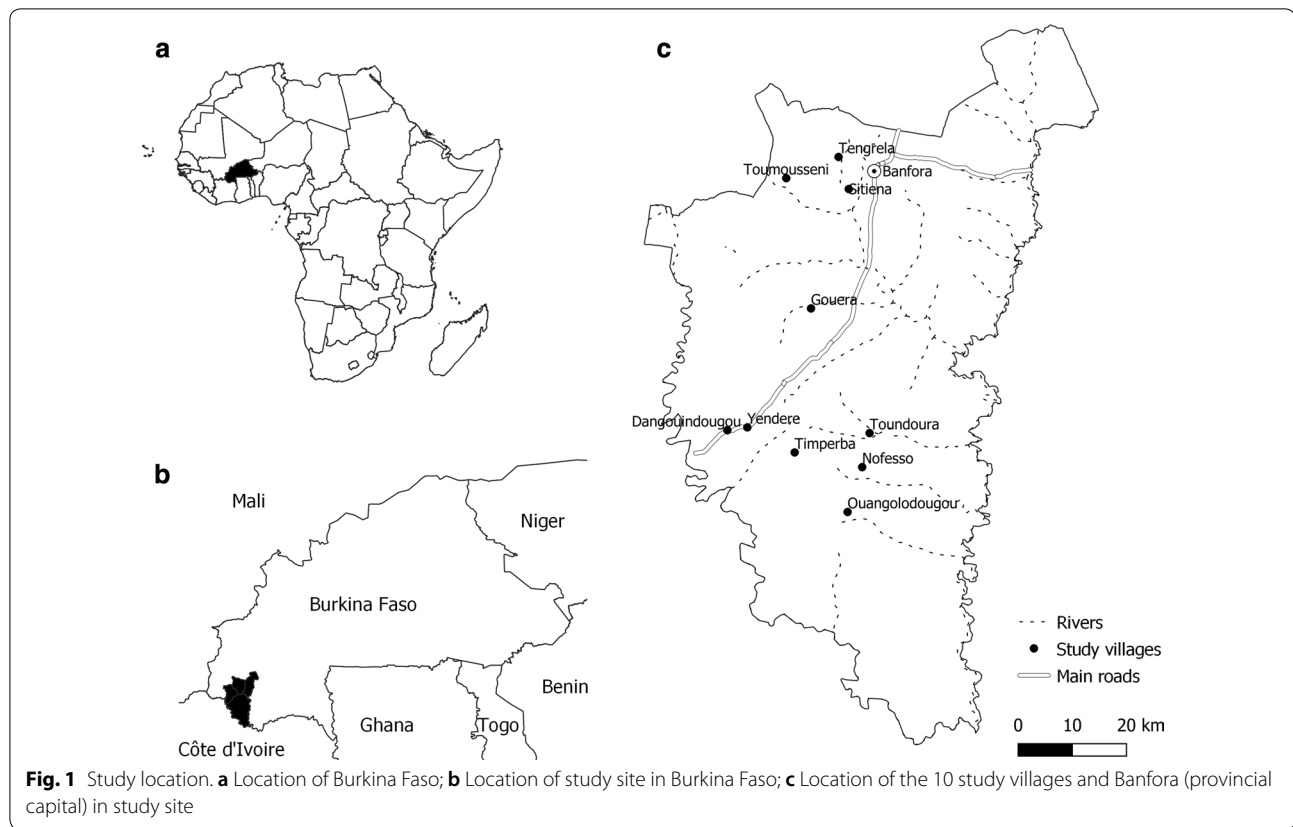 a
b
Mali
Niger
Burkina Faso
Benin
Ghana
Togo
Côte d'Ivoire
c
Tengrela
Toumousseni
Banfora
Sitiena
Gouera
Dangouindougou
Yendere
Toundoura
Timperba
Nofesso
Ouangolodougou
Rivers
Study villages
Main roads
0 10 20 km
Fig. 1 Study location. a Location of Burkina Faso; b Location of study site in Burkina Faso; c Location of the 10 study villages and Banfora (provincial
capital) in study site